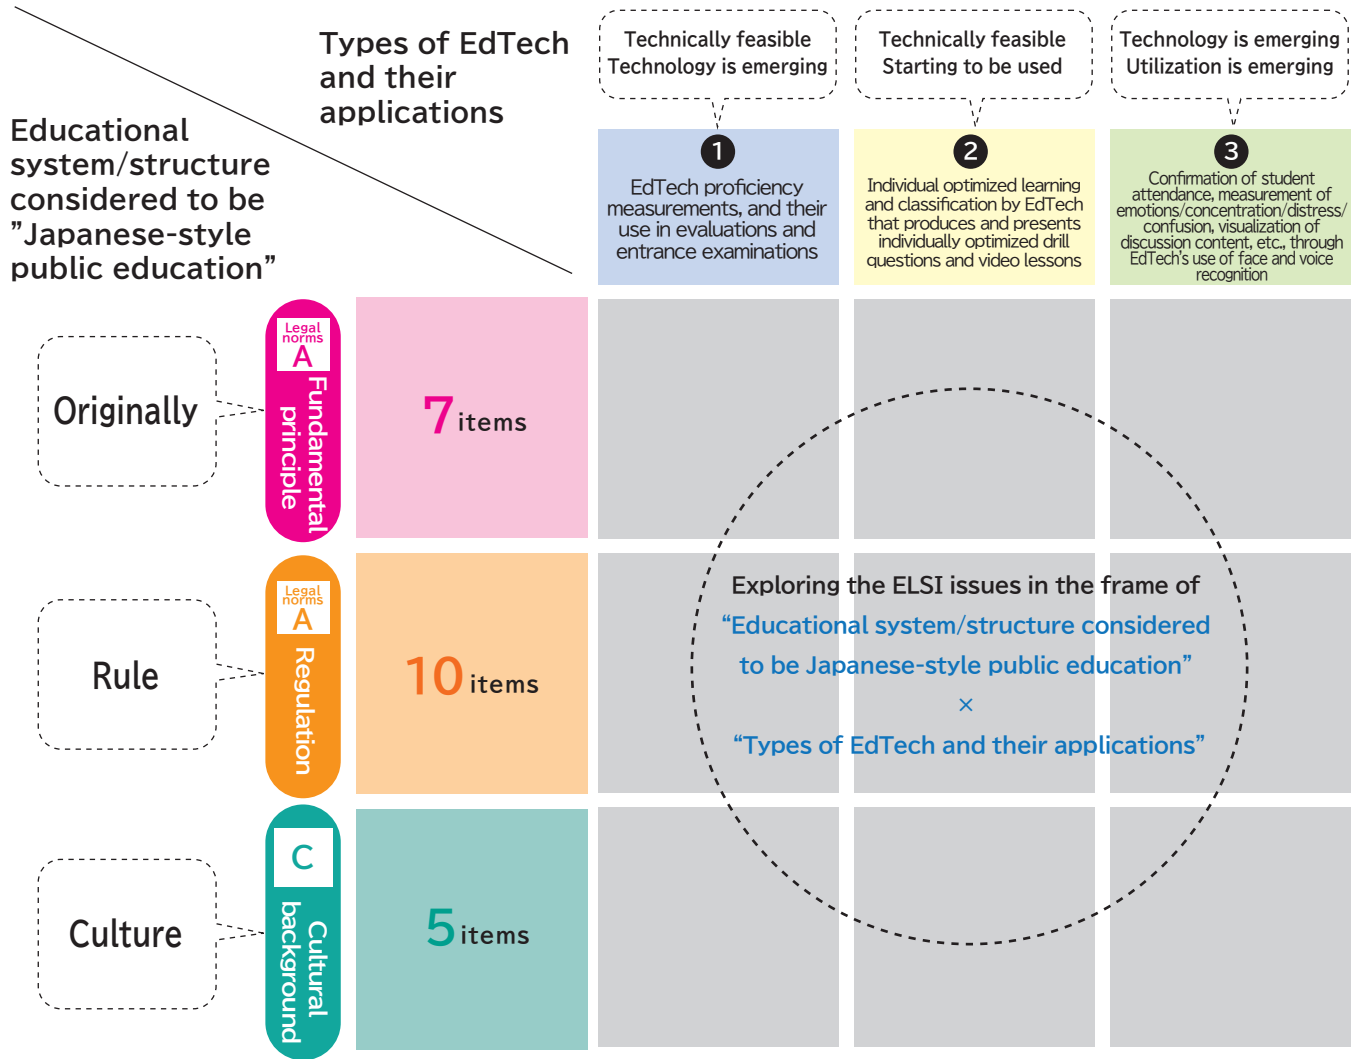 Types of EdTech
and their
applications
Educational
system/structure
considered to be
”Japanese-style
public education”
Technically feasible
Technology is emerging
Technically feasible
Starting to be used
Technology is emerging
Utilization is emerging
1
EdTech proficiency
measurements, and their
use in evaluations and
entrance examinations
2
Individual optimized learning
and classification by EdTech
that produces and presents
individually optimized drill
questions and video lessons
3
Confirmation of student
attendance, measurement of
emotions/concentration/distress/
confusion, visualization of
discussion content, etc., through
EdTech’s use of face and voice
recognition
Originally
Legal
norms
A
Fundamental
principle
7 items
Rule
Legal
norms
A
Regulation
10 items
Culture
C
Cultural
background
5 items
Exploring the ELSI issues in the frame of
“Educational system/structure considered
to be Japanese-style public education”
×
“Types of EdTech and their applications”